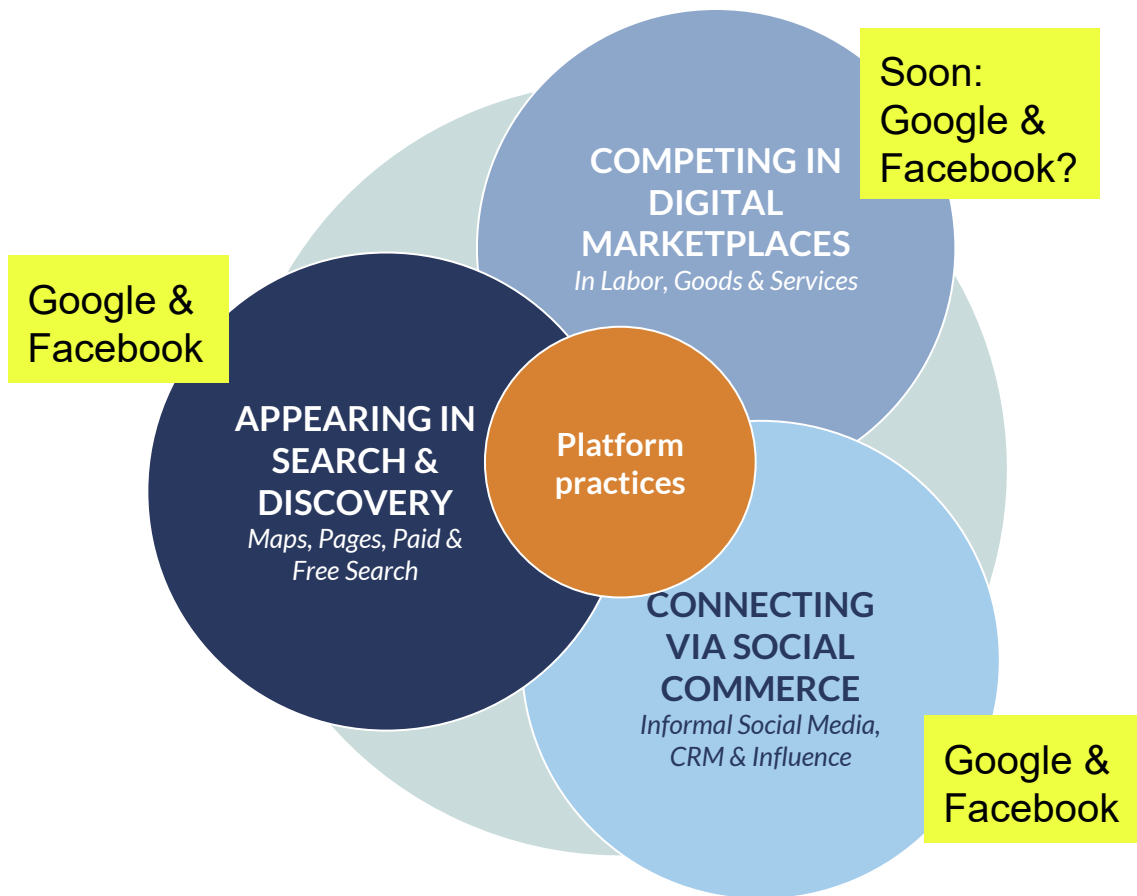 Soon:
Google &
Facebook?
COMPETING IN
DIGITAL
MARKETPLACES
In Labor, Goods & Services
Google &
Facebook
APPEARING IN
SEARCH &
DISCOVERY
Maps, Pages, Paid &
Free Search
Platform
practices
CONNECTING
VIA SOCIAL
COMMERCE
Informal Social Media,
CRM & Influence
Google &
Facebook